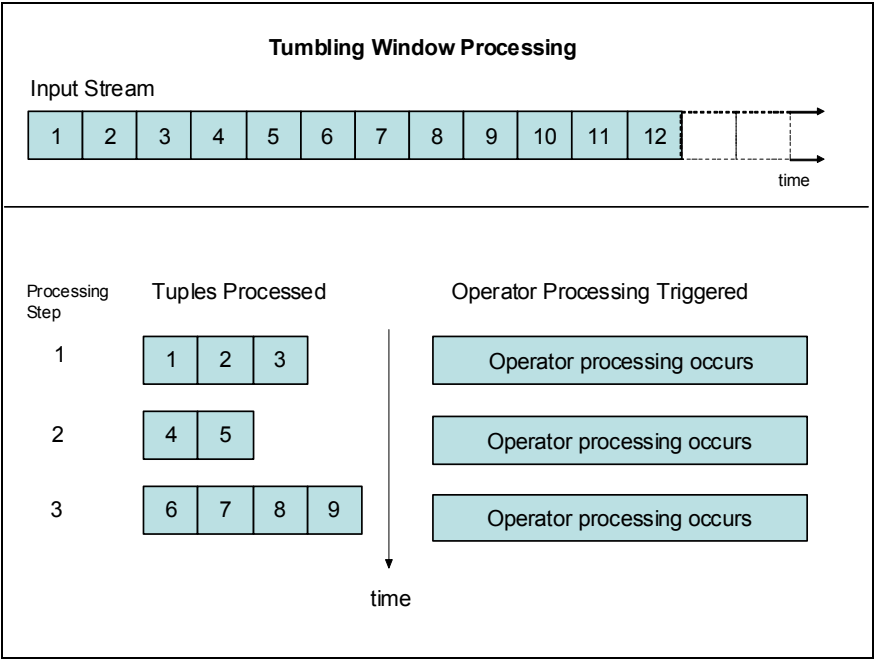 Tumbling Window Processing
Input Stream
1 2 3 4 5 6 7 8 9 10 11 12
time
Processing Step
Tuples Processed
Operator Processing Triggered
1
1 2 3
Operator processing occurs
2
4 5
Operator processing occurs
3
6 7 8 9
Operator processing occurs
time